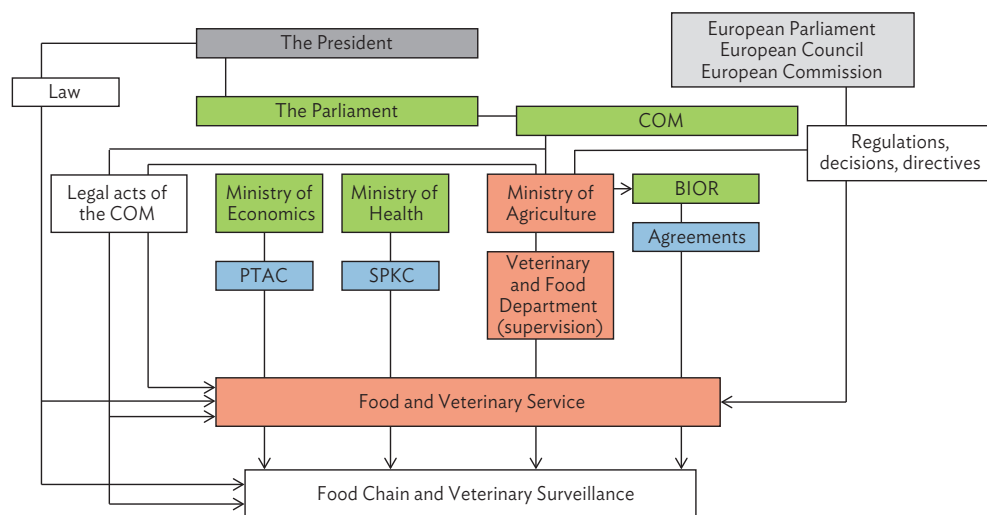 The President
European Parliament
European Council
European Commission
Law
The Parliament
COM
Regulations,
decisions, directives
Legal acts of
the COM
Ministry of
Economics
Ministry of
Health
Ministry of
Agriculture
BIOR
Agreements
PTAC
SPKC
Veterinary
and Food
Department
(supervision)
Food and Veterinary Service
Food Chain and Veterinary Surveillance